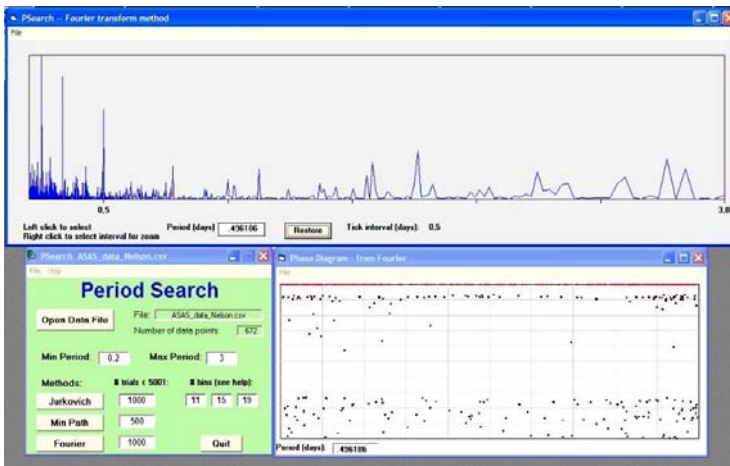 PSearch -- Fourier transform method
File
0,5
3,0
Left click to select
Right click to select interval for zoom
Period (days)
.496186
Restore
Tick interval (days): 0,5
PSearch ASAS_data_Nelson.csv
File Help
Period Search
Open Data File
File: ASAS_data_Nelson.csv
Number of data points: 672
Min Period: 0.2
Max Period: 3
Methods:
# trials < 5001:
# bins (see help):
Jurkovich
1000
11
15
19
Min Path
500
Fourier
1000
Quit
Phase Diagram - from Fourier
File
Period (days): .496186